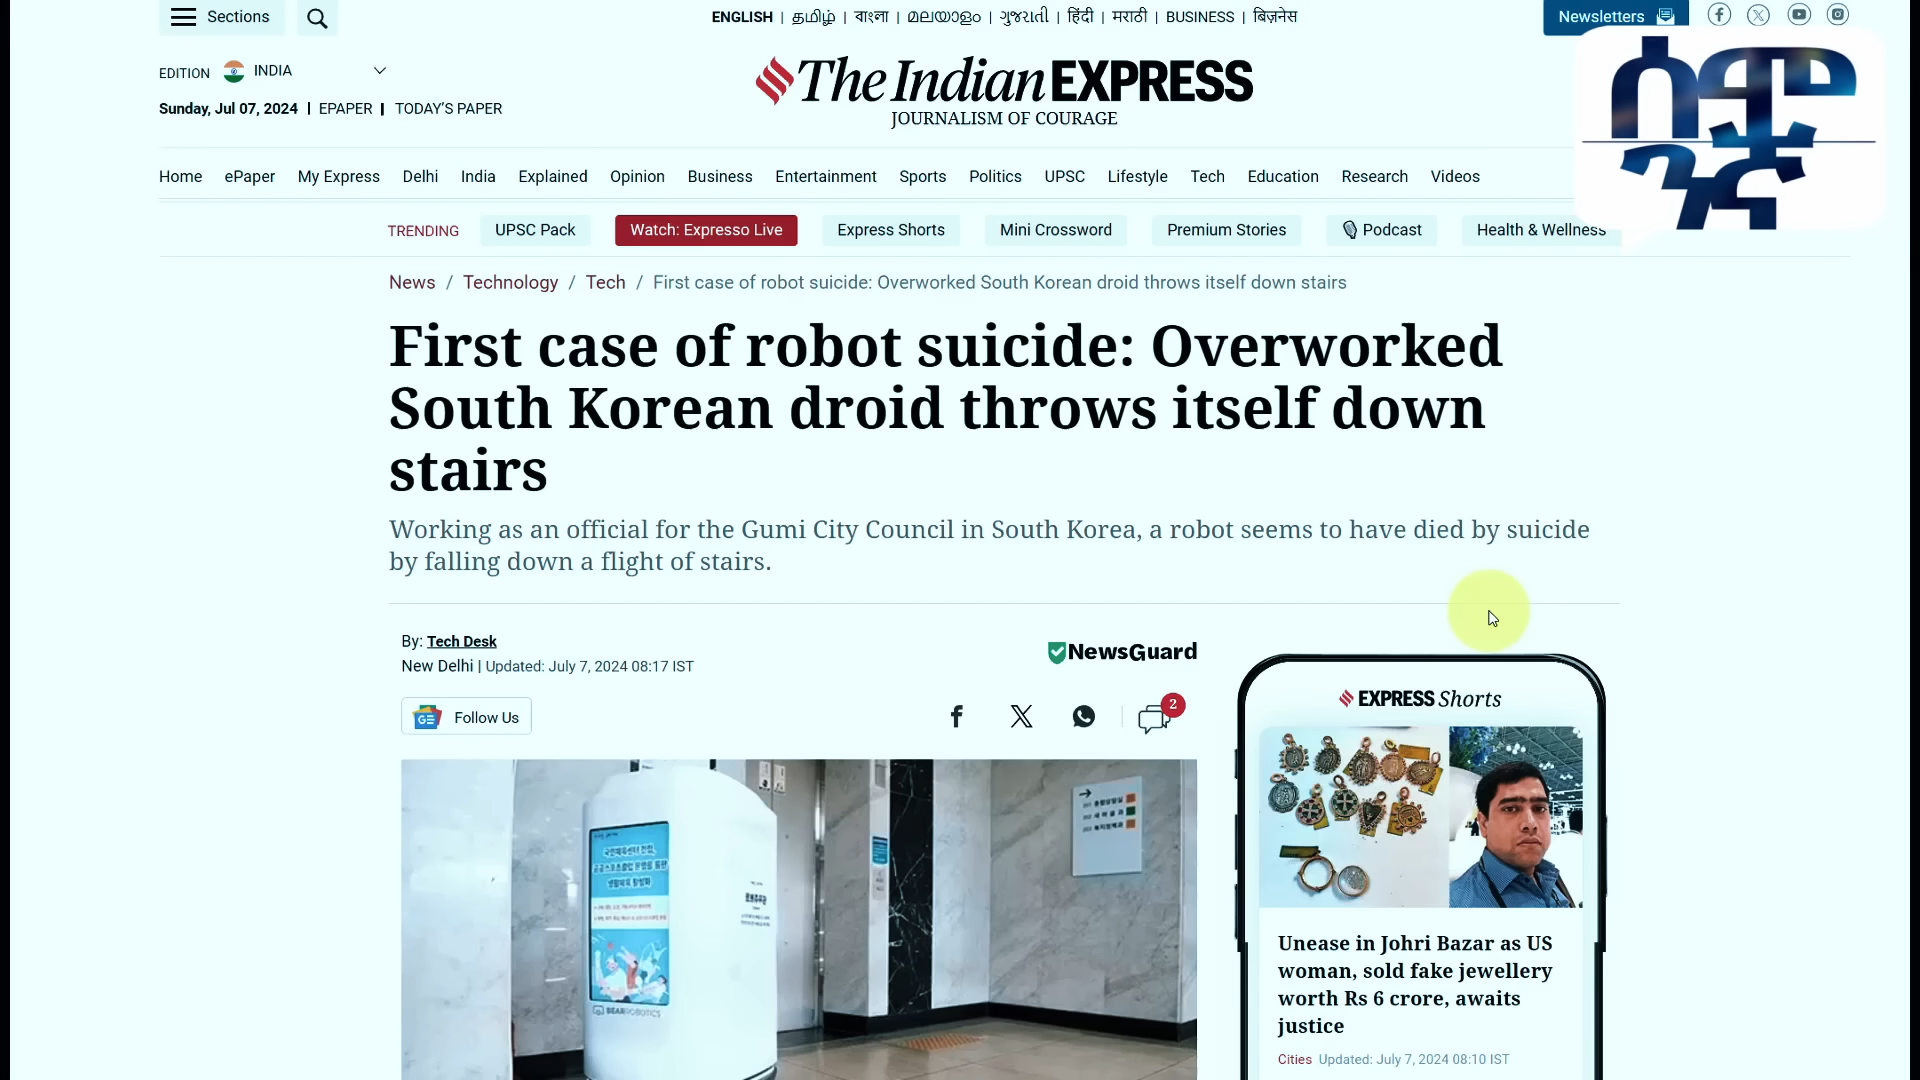 Sections
ENGLISH | தமிழ் | বাংলা | മലയാളം | ગુજરાતી | हिंदी | मराठी | BUSINESS | बिज़नेस
Newsletters
EDITION INDIA
Sunday, Jul 07, 2024 | EPAPER | TODAY'S PAPER
The Indian EXPRESS
JOURNALISM OF COURAGE
Home ePaper My Express Delhi India Explained Opinion Business Entertainment Sports Politics UPSC Lifestyle Tech Education Research Videos
TRENDING UPSC Pack Watch: Expresso Live Express Shorts Mini Crossword Premium Stories Podcast Health & Wellness
News / Technology / Tech / First case of robot suicide: Overworked South Korean droid throws itself down stairs
First case of robot suicide: Overworked
South Korean droid throws itself down
stairs
Working as an official for the Gumi City Council in South Korea, a robot seems to have died by suicide
by falling down a flight of stairs.
By: Tech Desk
New Delhi | Updated: July 7, 2024 08:17 IST
NewsGuard
GE Follow Us
2
EXPRESS Shorts
BEARROBOTICS
Unease in Johri Bazar as US
woman, sold fake jewellery
worth Rs 6 crore, awaits
justice
Cities Updated: July 7, 2024 08:10 IST